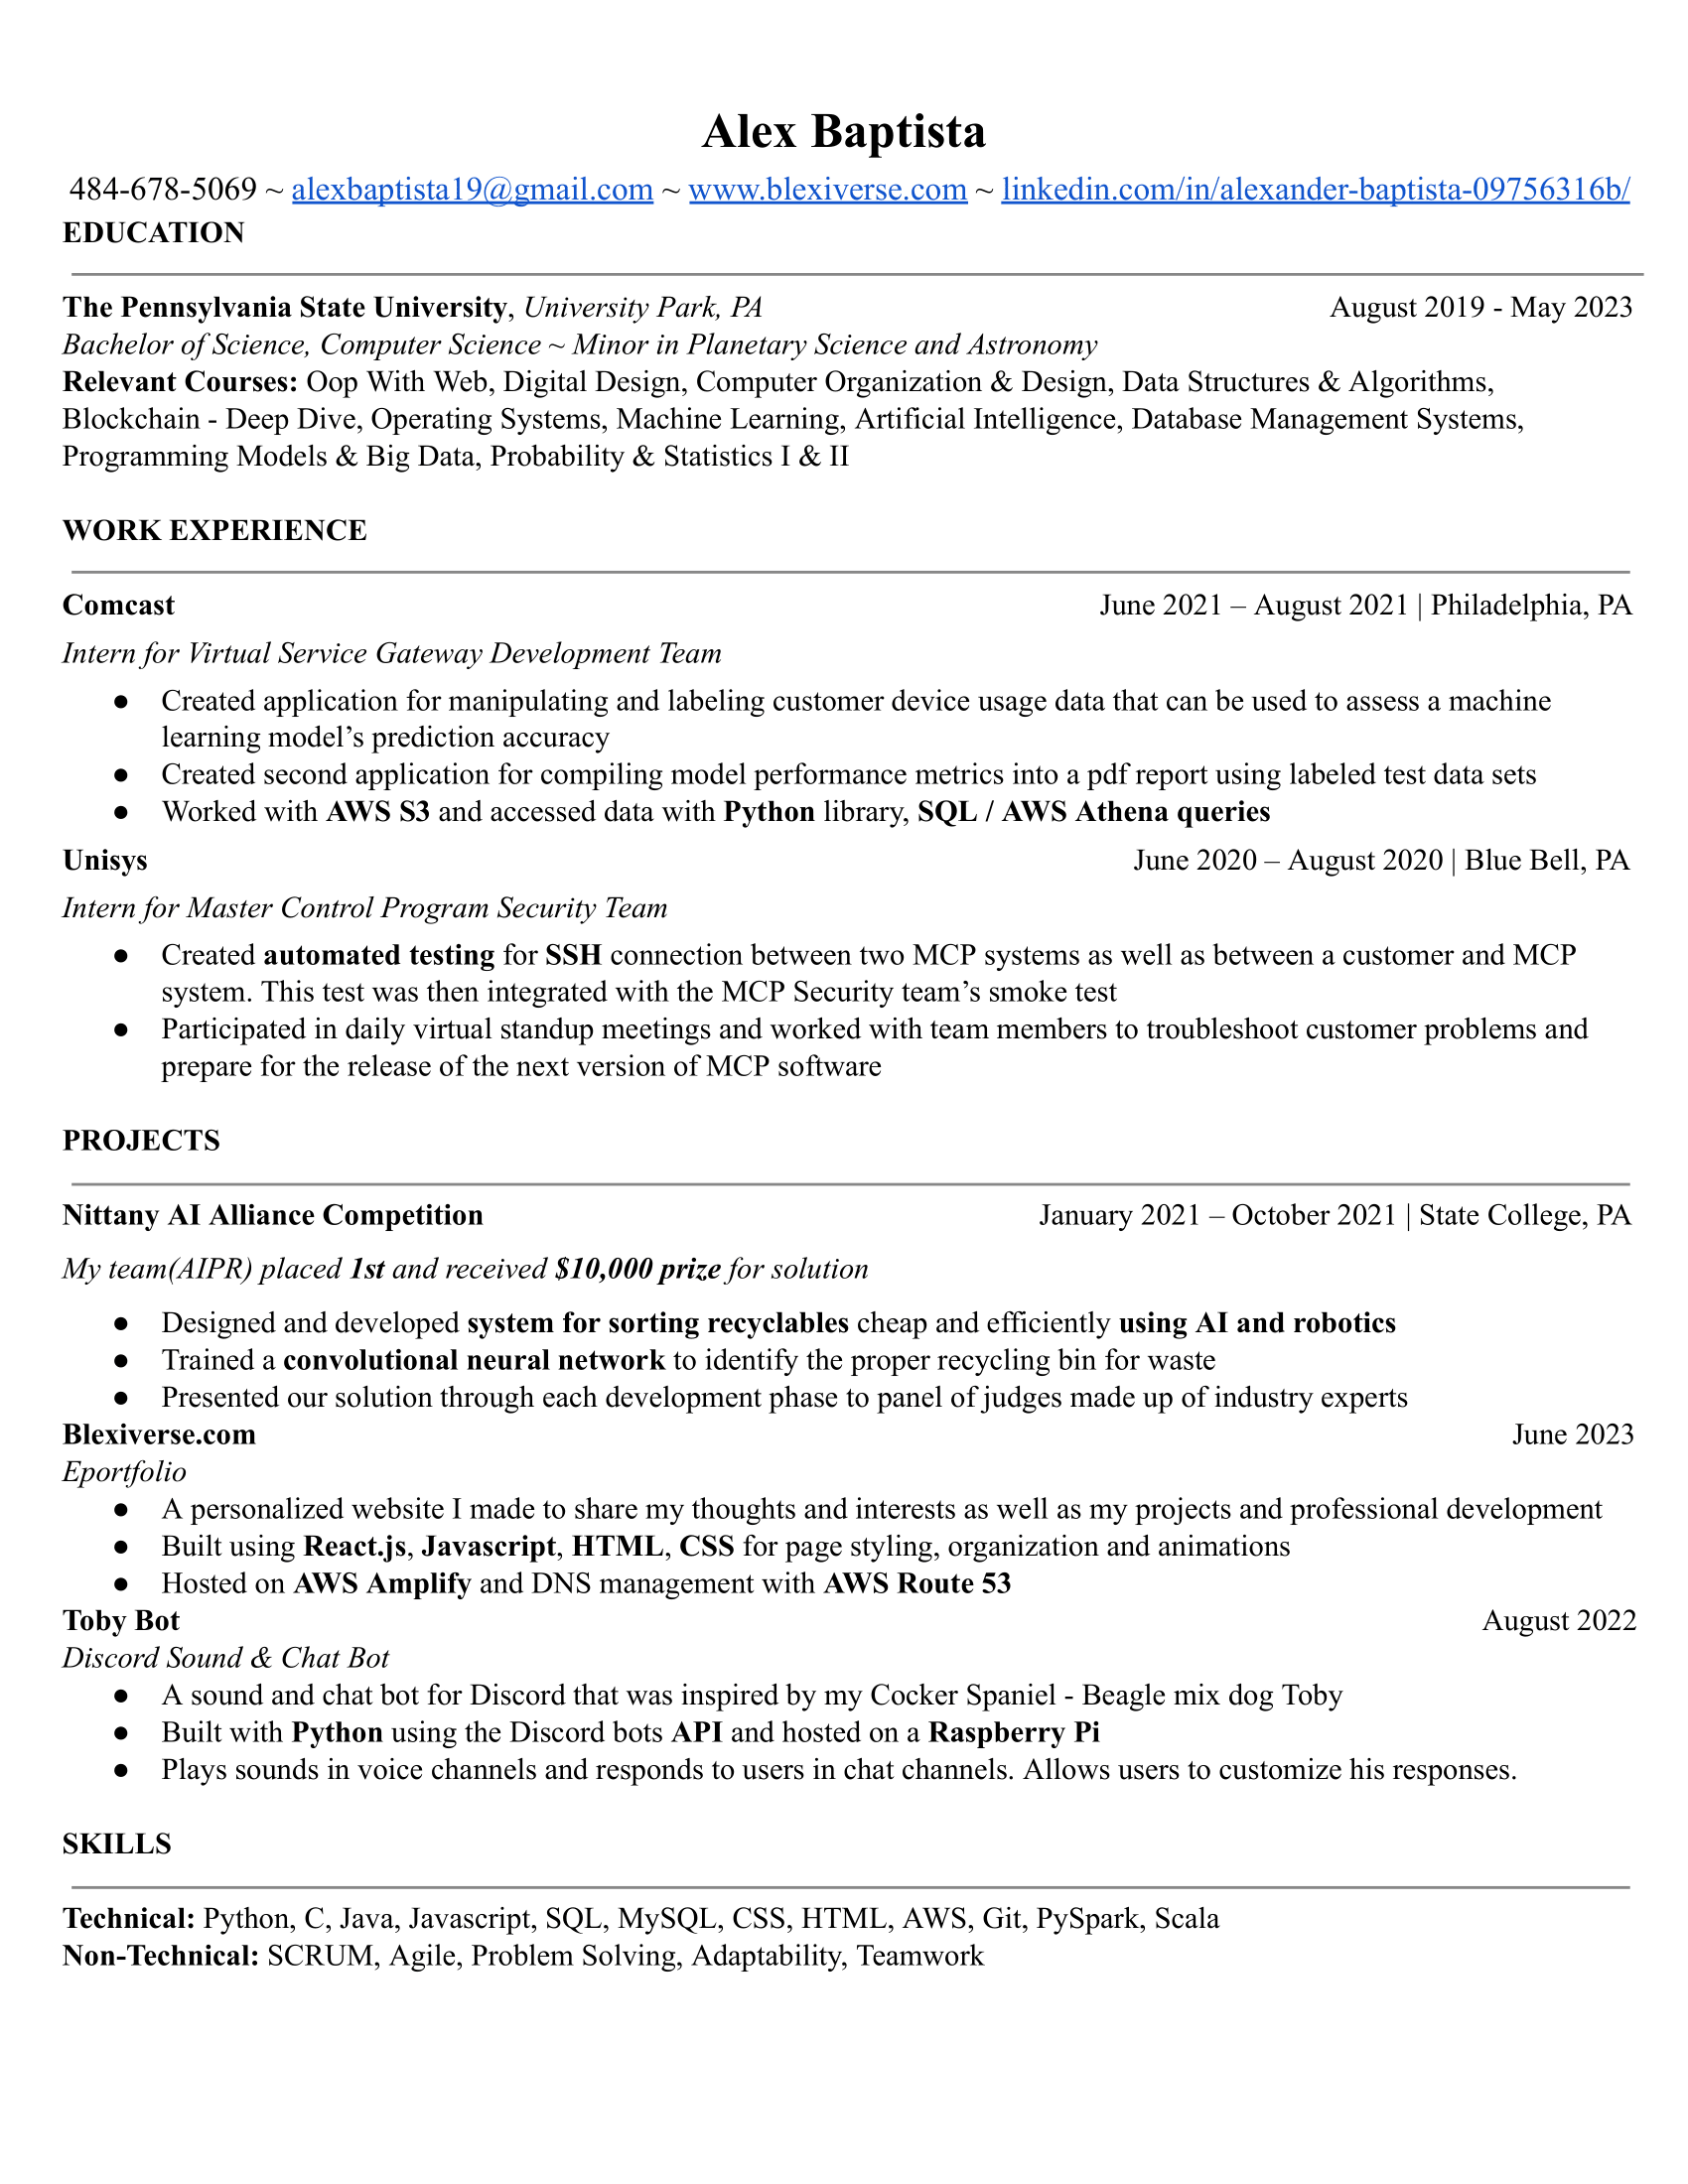 Alex Baptista
484-678-5069 ~ alexbaptista19@gmail.com ~ www.blexiverse.com ~ linkedin.com/in/alexander-baptista-09756316b/
EDUCATION
The Pennsylvania State University, University Park, PA August 2019 - May 2023
Bachelor of Science, Computer Science ~ Minor in Planetary Science and Astronomy
Relevant Courses: Oop With Web, Digital Design, Computer Organization & Design, Data Structures & Algorithms,
Blockchain - Deep Dive, Operating Systems, Machine Learning, Artificial Intelligence, Database Management Systems,
Programming Models & Big Data, Probability & Statistics I & II
WORK EXPERIENCE
Comcast June 2021 – August 2021 | Philadelphia, PA
Intern for Virtual Service Gateway Development Team
● Created application for manipulating and labeling customer device usage data that can be used to assess a machine
learning model’s prediction accuracy
● Created second application for compiling model performance metrics into a pdf report using labeled test data sets
● Worked with AWS S3 and accessed data with Python library, SQL / AWS Athena queries
Unisys June 2020 – August 2020 | Blue Bell, PA
Intern for Master Control Program Security Team
● Created automated testing for SSH connection between two MCP systems as well as between a customer and MCP
system. This test was then integrated with the MCP Security team’s smoke test
● Participated in daily virtual standup meetings and worked with team members to troubleshoot customer problems and
prepare for the release of the next version of MCP software
PROJECTS
Nittany AI Alliance Competition January 2021 – October 2021 | State College, PA
My team(AIPR) placed 1st and received $10,000 prize for solution
● Designed and developed system for sorting recyclables cheap and efficiently using AI and robotics
● Trained a convolutional neural network to identify the proper recycling bin for waste
● Presented our solution through each development phase to panel of judges made up of industry experts
Blexiverse.com June 2023
Eportfolio
● A personalized website I made to share my thoughts and interests as well as my projects and professional development
● Built using React.js, Javascript, HTML, CSS for page styling, organization and animations
● Hosted on AWS Amplify and DNS management with AWS Route 53
Toby Bot August 2022
Discord Sound & Chat Bot
● A sound and chat bot for Discord that was inspired by my Cocker Spaniel - Beagle mix dog Toby
● Built with Python using the Discord bots API and hosted on a Raspberry Pi
● Plays sounds in voice channels and responds to users in chat channels. Allows users to customize his responses.
SKILLS
Technical: Python, C, Java, Javascript, SQL, MySQL, CSS, HTML, AWS, Git, PySpark, Scala
Non-Technical: SCRUM, Agile, Problem Solving, Adaptability, Teamwork